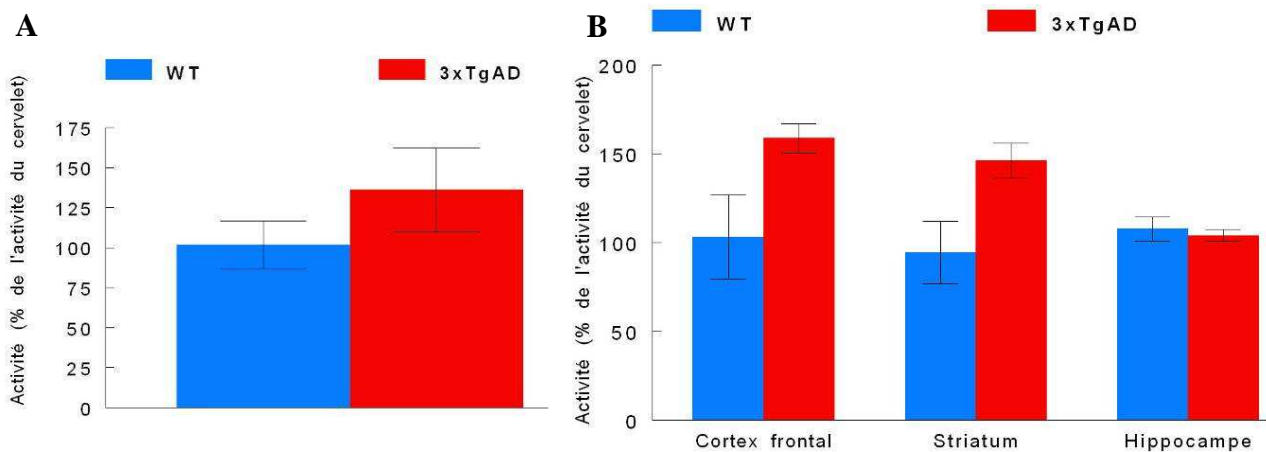 A
WT
3xTgAD
Activité (% de l'activité du cervelet)
175
150
125
100
75
50
25
0
B
WT
3xTgAD
Activité (% de l'activité du cervelet)
200
150
100
50
0
Cortex frontal
Striatum
Hippocampe